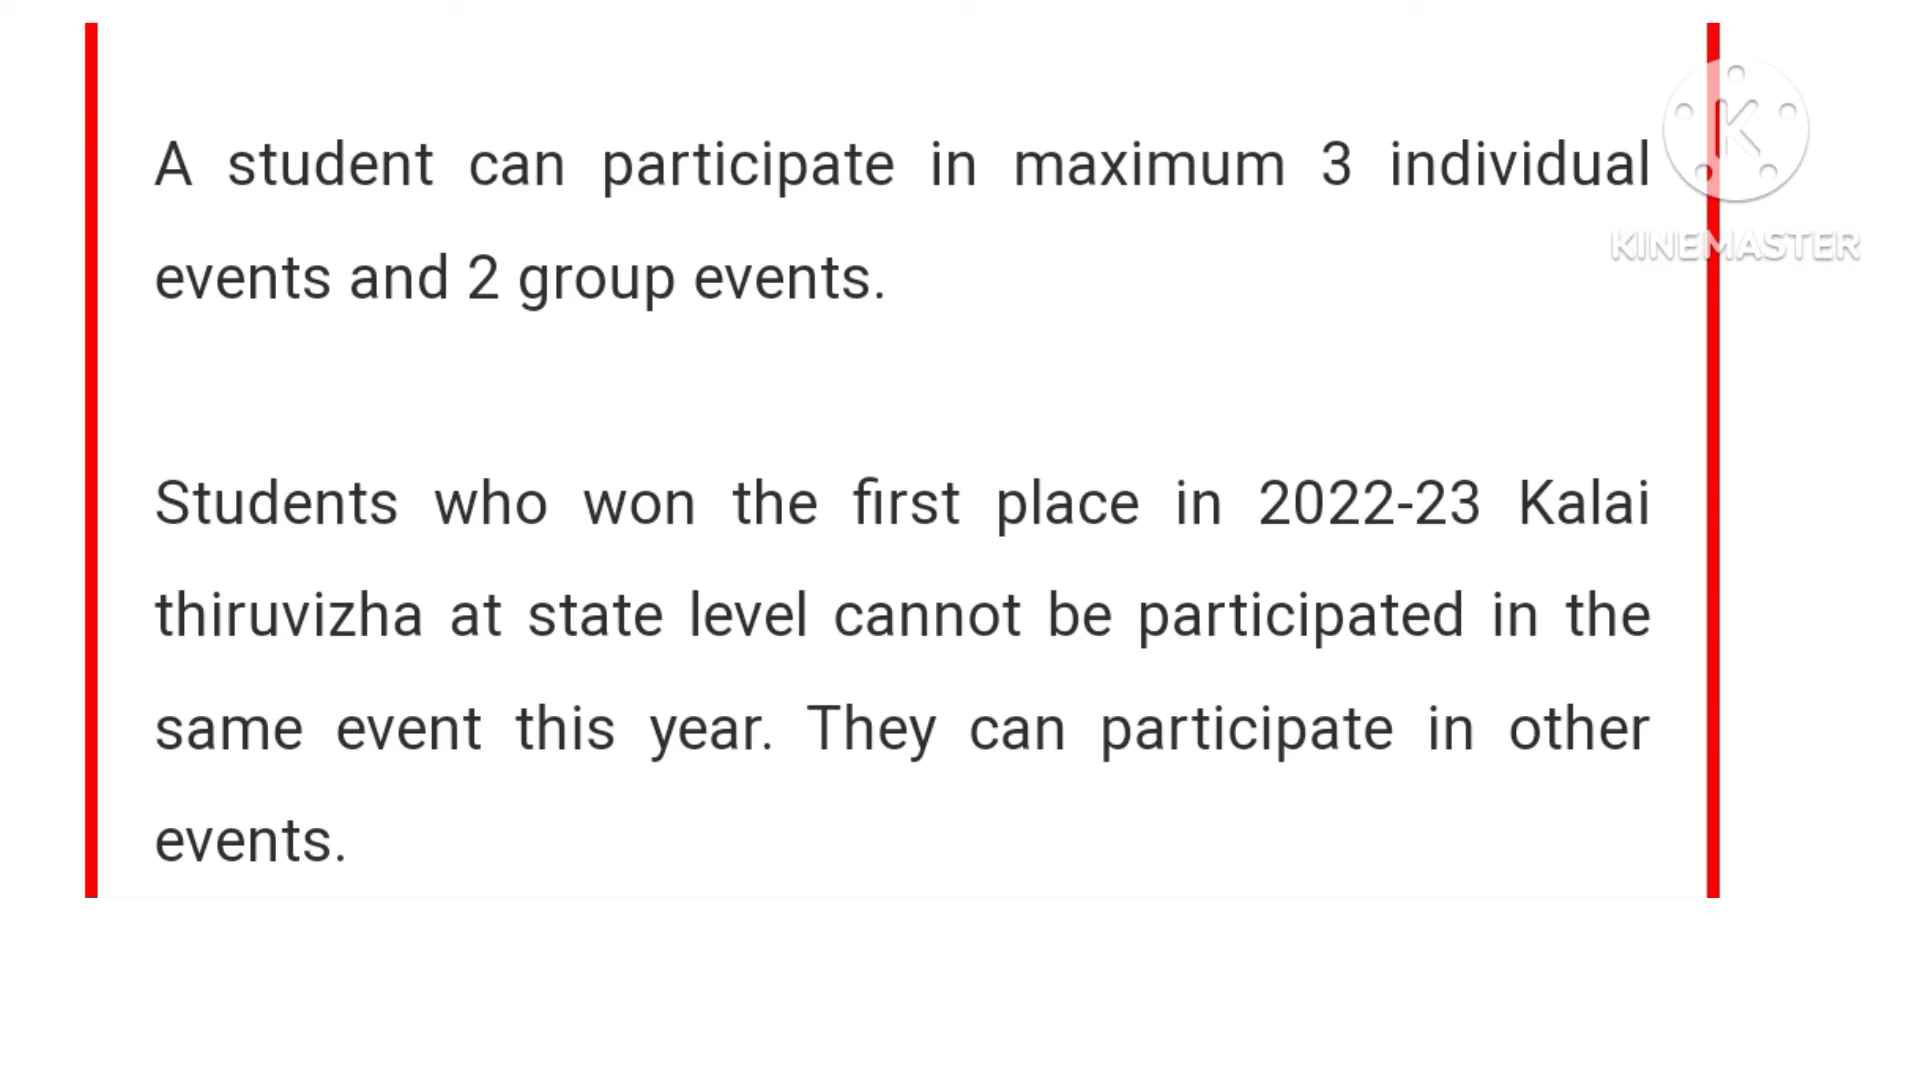 A student can participate in maximum 3 individual
events and 2 group events.
Students who won the first place in 2022-23 Kalai
thiruvizha at state level cannot be participated in the
same event this year. They can participate in other
events.
K
KINEMASTER